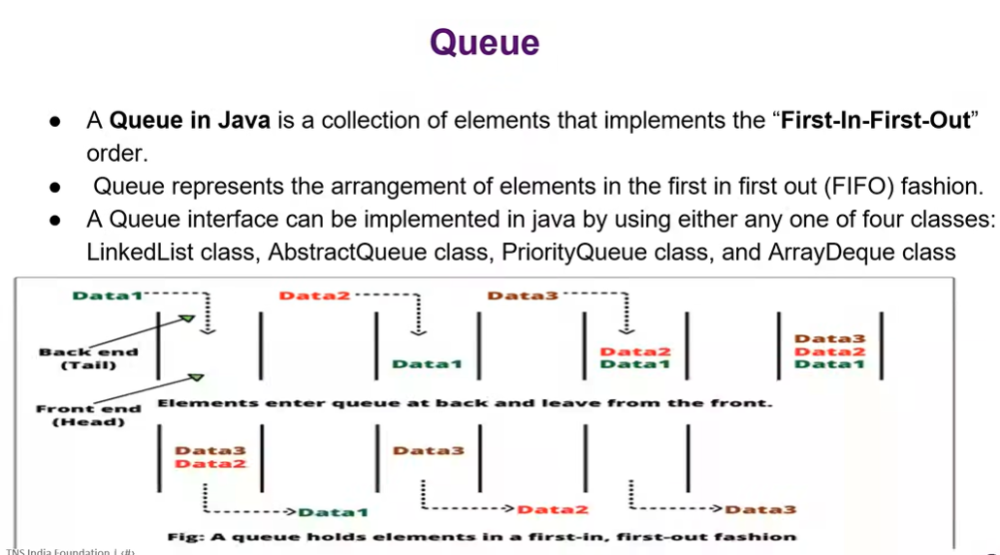 Queue
● A Queue in Java is a collection of elements that implements the “First-In-First-Out”
order.
● Queue represents the arrangement of elements in the first in first out (FIFO) fashion.
● A Queue interface can be implemented in java by using either any one of four classes:
LinkedList class, AbstractQueue class, PriorityQueue class, and ArrayDeque class
Data1 Data2 Data3
Back end
(Tail)
Data1
Data2
Data1
Data3
Data2
Data1
Front end
(Head)
Elements enter queue at back and leave from the front.
Data3
Data2
Data3
Data1 Data2 Data3
Fig: A queue holds elements in a first-in, first-out fashion
TNS India Foundation | (#)